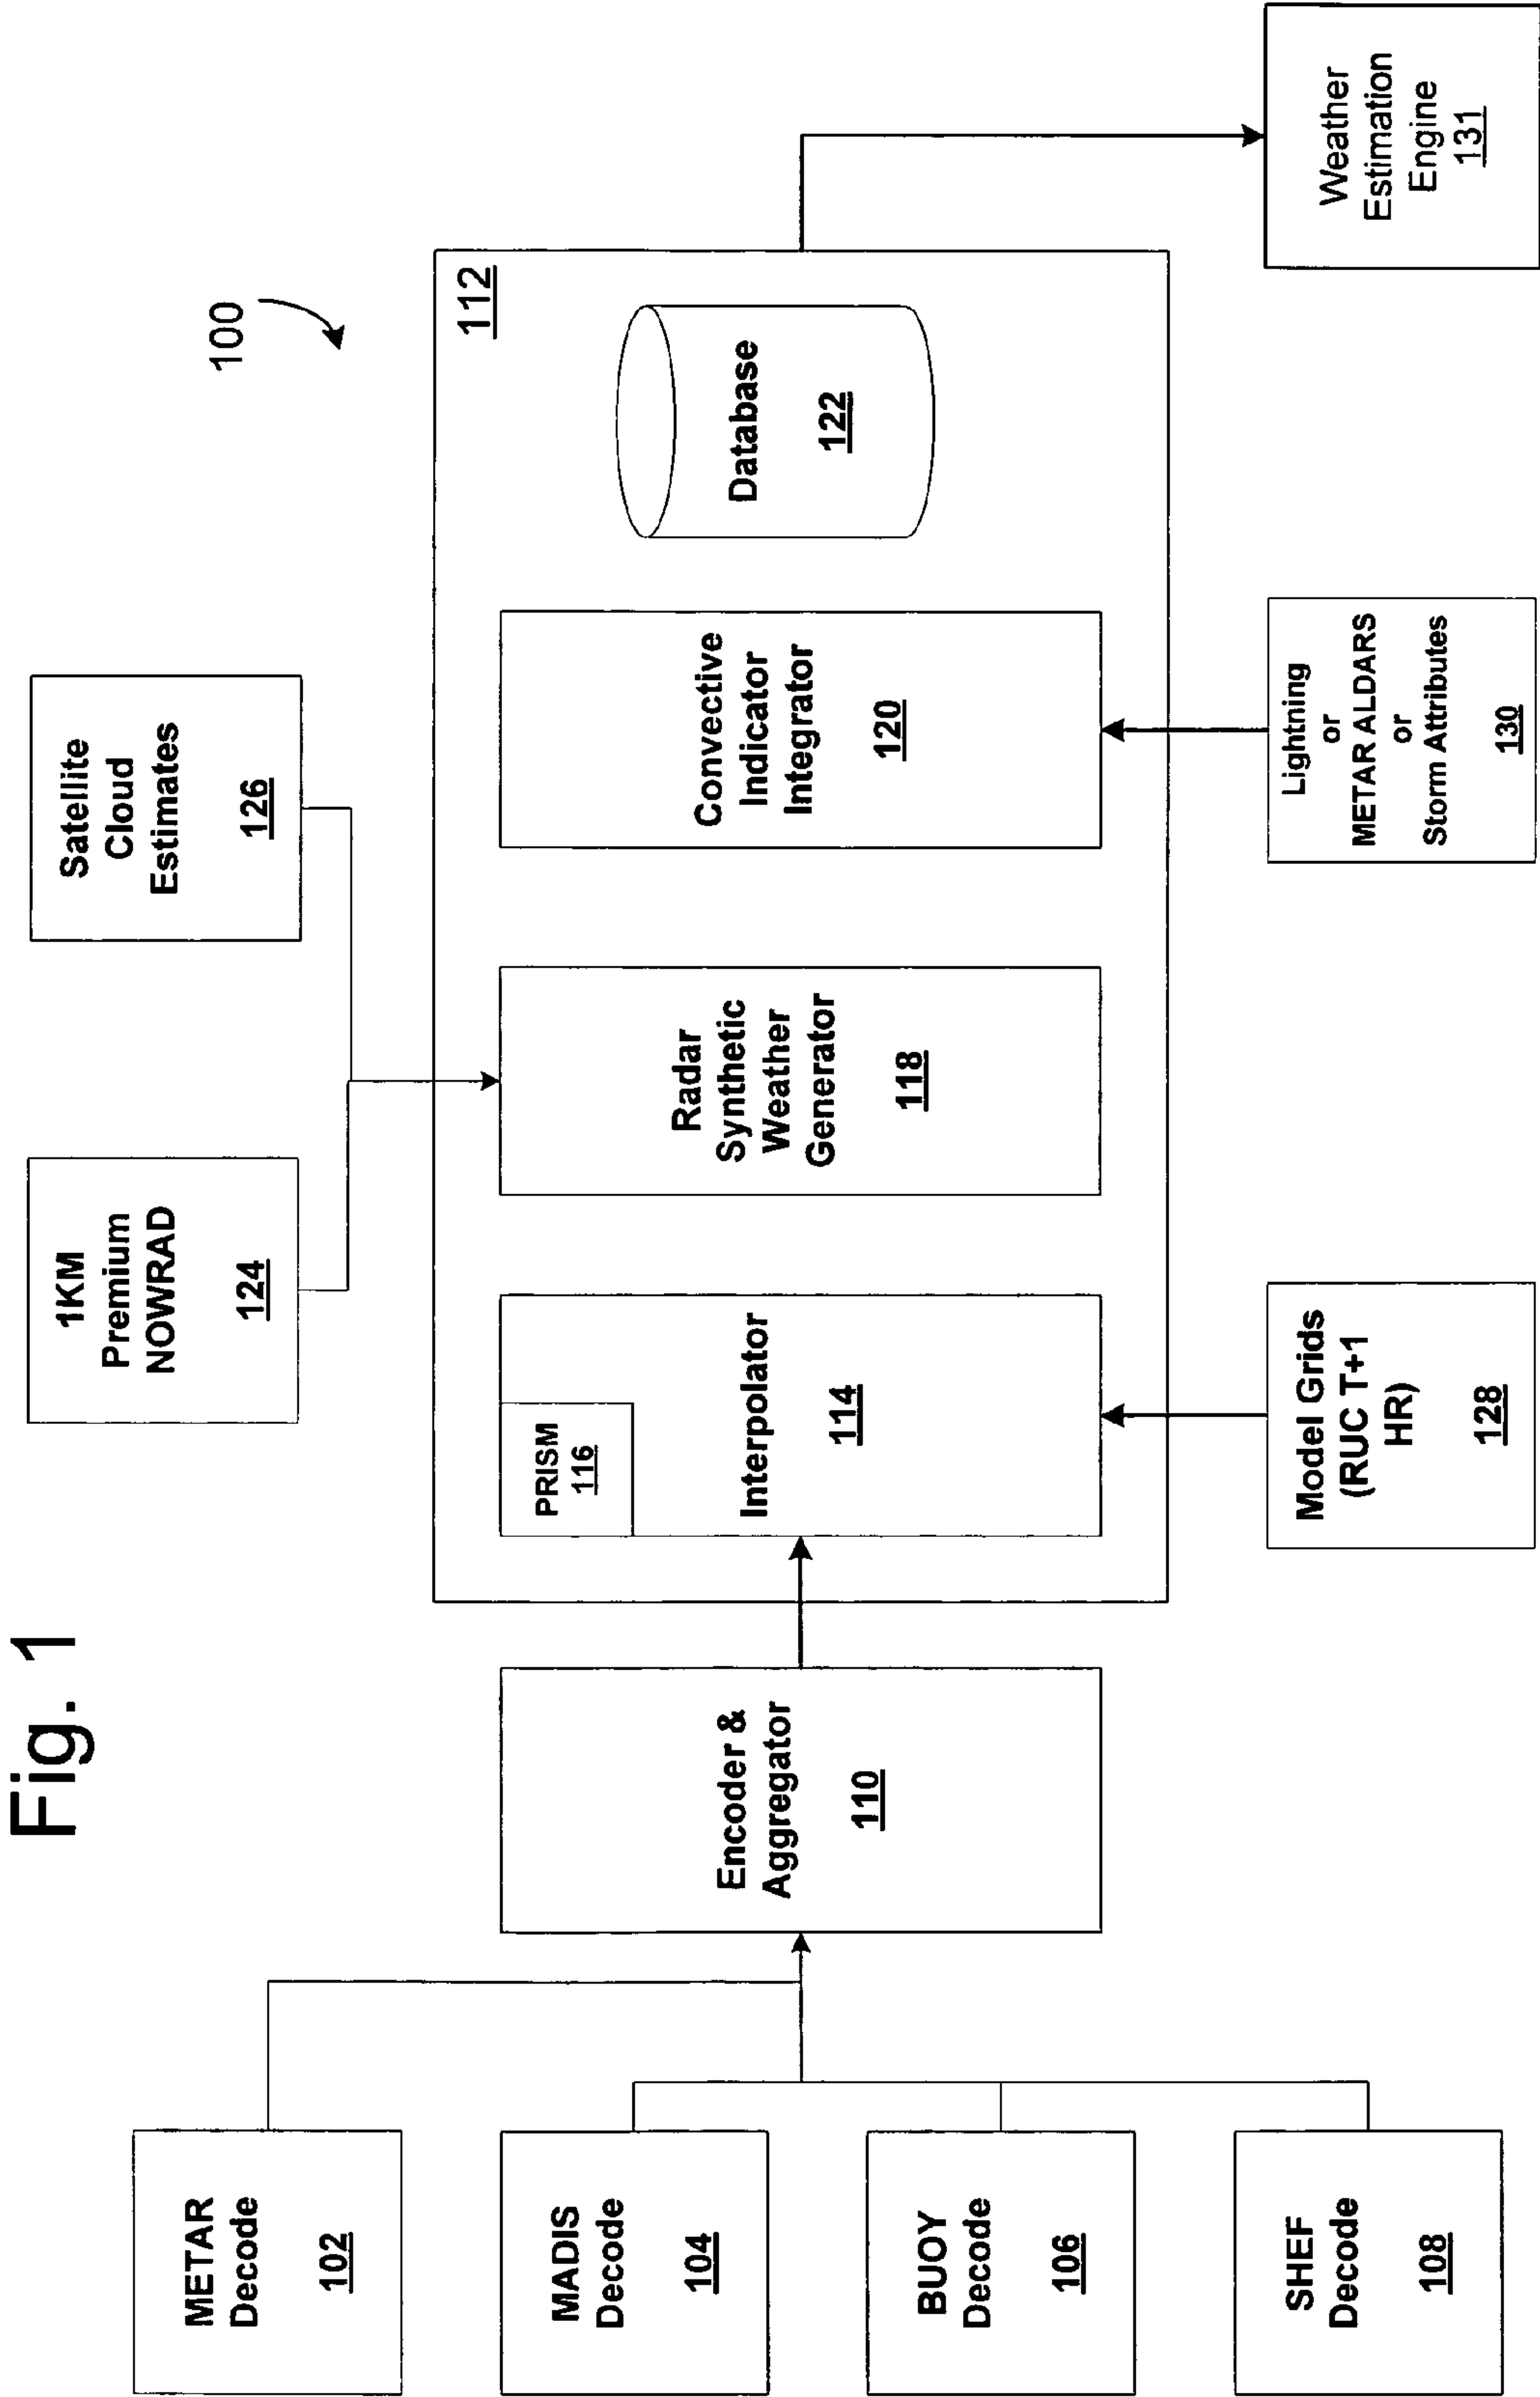 Fig. 1
100
METAR
Decode
102
MADIS
Decode
104
BUOY
Decode
106
SHEF
Decode
108
Encoder &
Aggregator
110
112
PRISM
116
Interpolator
114
Radar
Synthetic
Weather
Generator
118
Convective
Indicator
Integrator
120
Database
122
1KM
Premium
NOWRAD
124
Satellite
Cloud
Estimates
126
Model Grids
(RUC T+1
HR)
128
Lightning
or
METAR ALDARS
or
Storm Attributes
130
Weather
Estimation
Engine
131